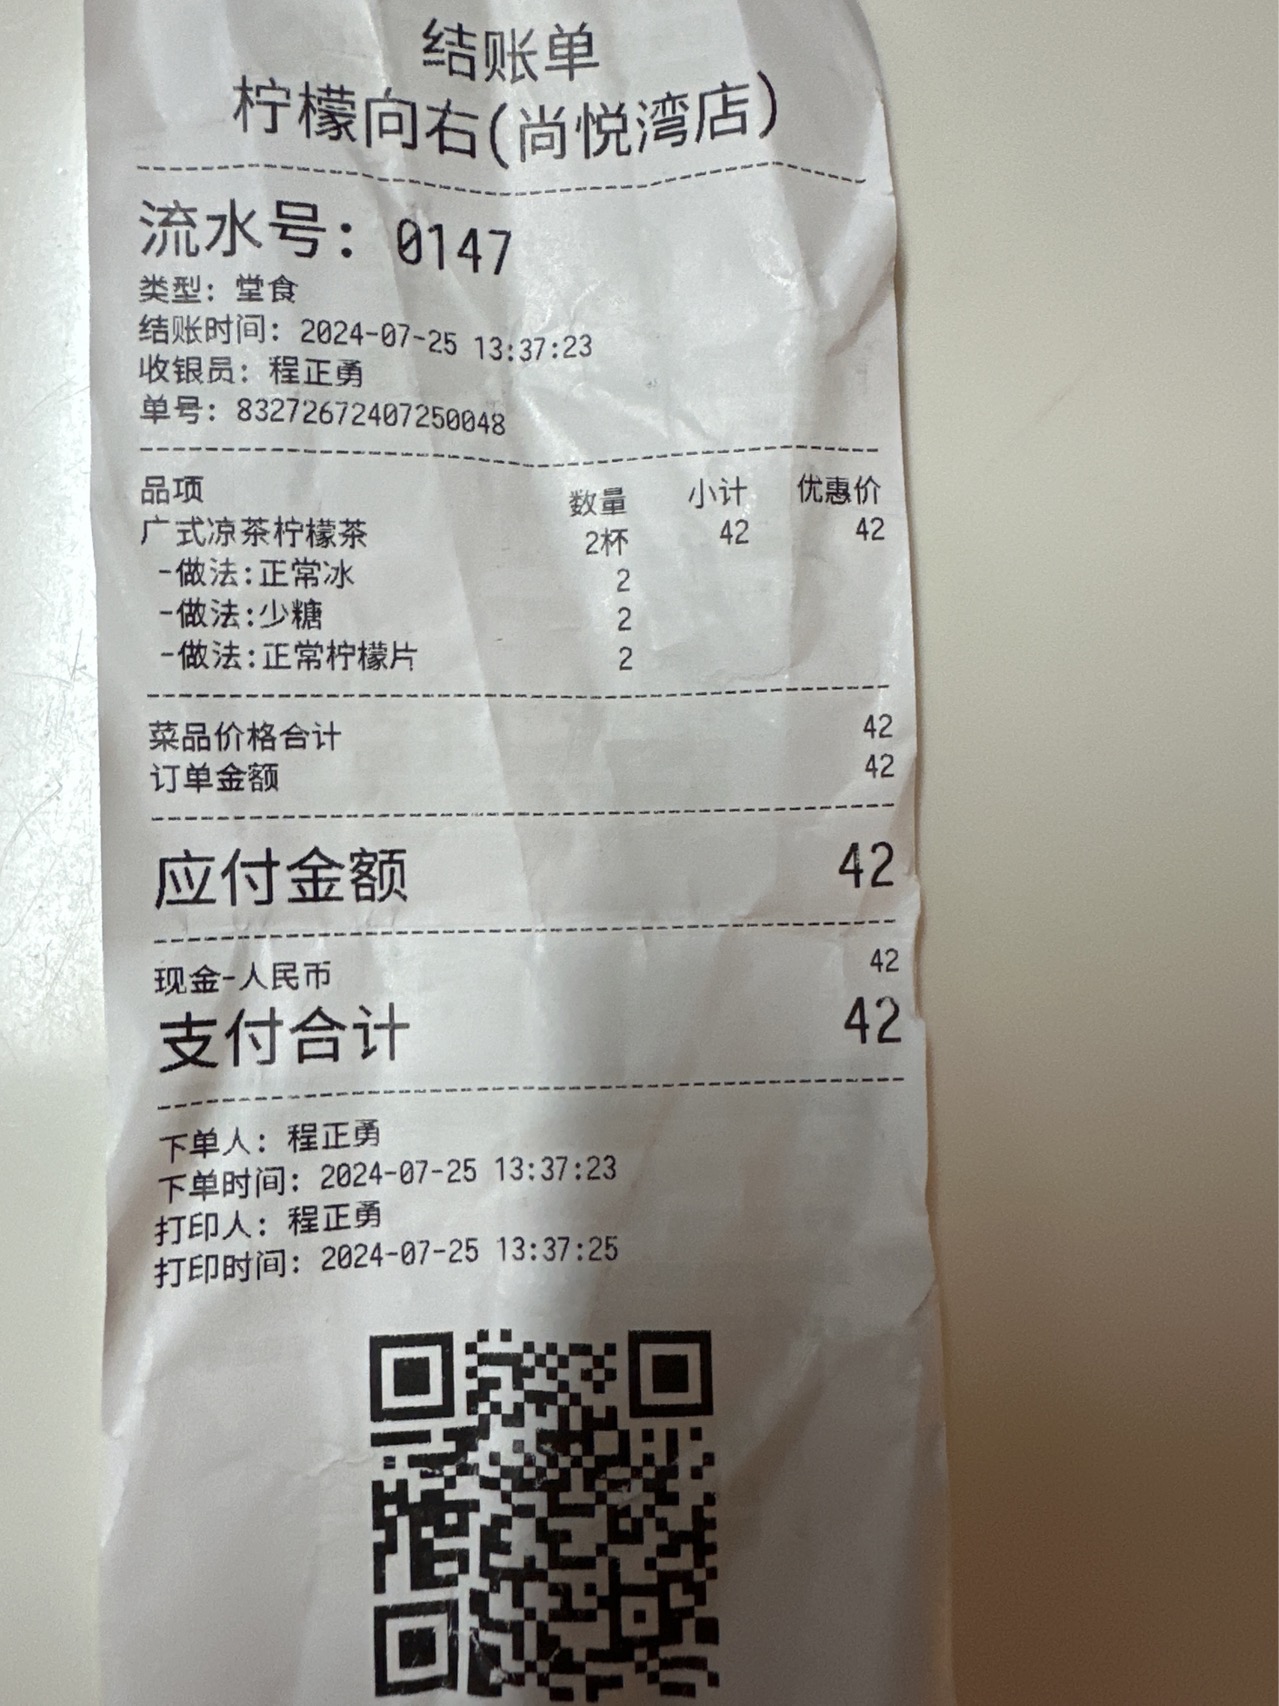 结账单
柠檬向右(尚悦湾店)
流水号: 0147
类型: 堂食
结账时间: 2024-07-25 13:37:23
收银员: 程正勇
单号: 83272672407250048
品项 数量 小计 优惠价
广式凉茶柠檬茶 2杯 42 42
-做法:正常冰 2
-做法:少糖 2
-做法:正常柠檬片 2
菜品价格合计 42
订单金额 42
应付金额 42
现金-人民币 42
支付合计 42
下单人: 程正勇
下单时间: 2024-07-25 13:37:23
打印人: 程正勇
打印时间: 2024-07-25 13:37:25